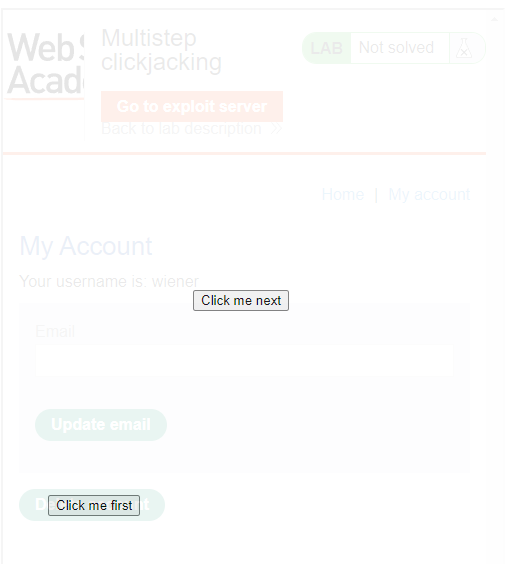 Web S
Acad
Multistep
clickjacking
LAB Not solved
Go to exploit server
Back to lab description »
Home | My account
My Account
Your username is: wiener
Click me next
Email
Update email
Click me first